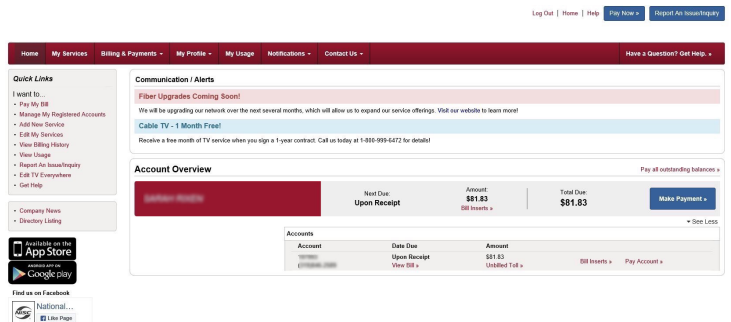 Log Out | Home | Help Pay Now » Report An Issue/Inquiry
Home My Services Billing & Payments My Profile My Usage Notifications Contact Us Have a Question? Get Help. »
Quick Links
I want to...
Pay My Bill
Manage My Registered Accounts
Add New Service
Edit My Services
View Billing History
View Usage
Report An Issue/Inquiry
Edit TV Everywhere
Get Help
Company News
Directory Listing
Available on the App Store
ANDROID APP ON Google play
Find us on Facebook
National...
Like Page
Communication / Alerts
Fiber Upgrades Coming Soon!
We will be upgrading our network over the next several months, which will allow us to expand our service offerings. Visit our website to learn more!
Cable TV - 1 Month Free!
Receive a free month of TV service when you sign a 1-year contract. Call us today at 1-800-999-6472 for details!
Account Overview Pay all outstanding balances »
Next Due: Amount: Total Due:
Upon Receipt $81.83 $81.83 Make Payment »
Bill Inserts »
See Less
Accounts
Account Date Due Amount
Upon Receipt $81.83
View Bill » Unbilled Toll » Bill Inserts » Pay Account »